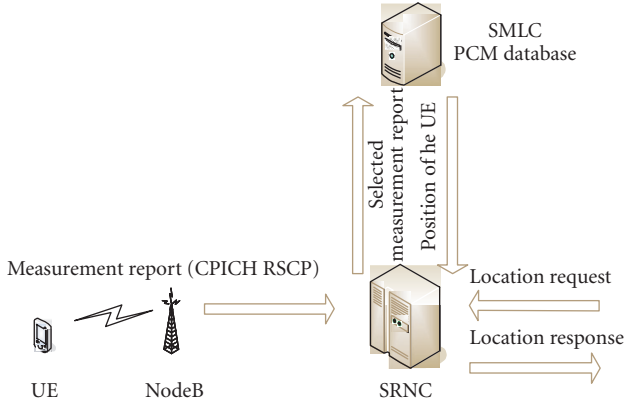 SMLC
PCM database
Selected
measurement report
Position of he UE
Measurement report (CPICH RSCP)
Location request
Location response
UE
NodeB
SRNC